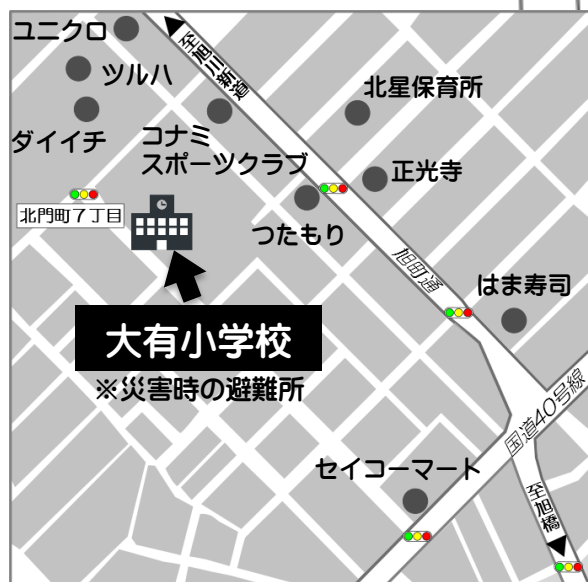 ユニクロ
ツルハ
ダイイチ
至旭川新道
コナミ
スポーツクラブ
北星保育所
正光寺
つたもり
北門町7丁目
旭町通
はま寿司
大有小学校
※災害時の避難所
国道40号線
セイコーマート
至旭橋